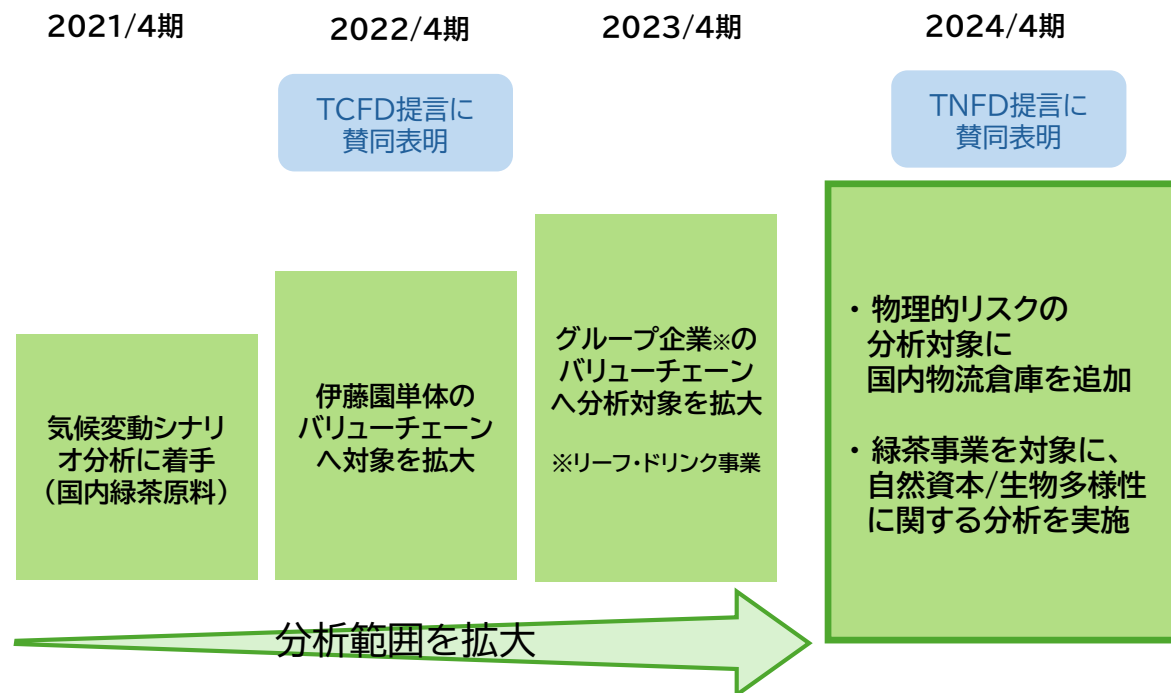 2021/4期
2022/4期
2023/4期
2024/4期
TCFD提言に
賛同表明
TNFD提言に
賛同表明
気候変動シナリ
オ分析に着手
（国内緑茶原料）
伊藤園単体の
バリューチェーン
へ対象を拡大
グループ企業※の
バリューチェーン
へ分析対象を拡大
※リーフ・ドリンク事業
・ 物理的リスクの
分析対象に
国内物流倉庫を追加
・ 緑茶事業を対象に、
自然資本/生物多様性
に関する分析を実施
分析範囲を拡大